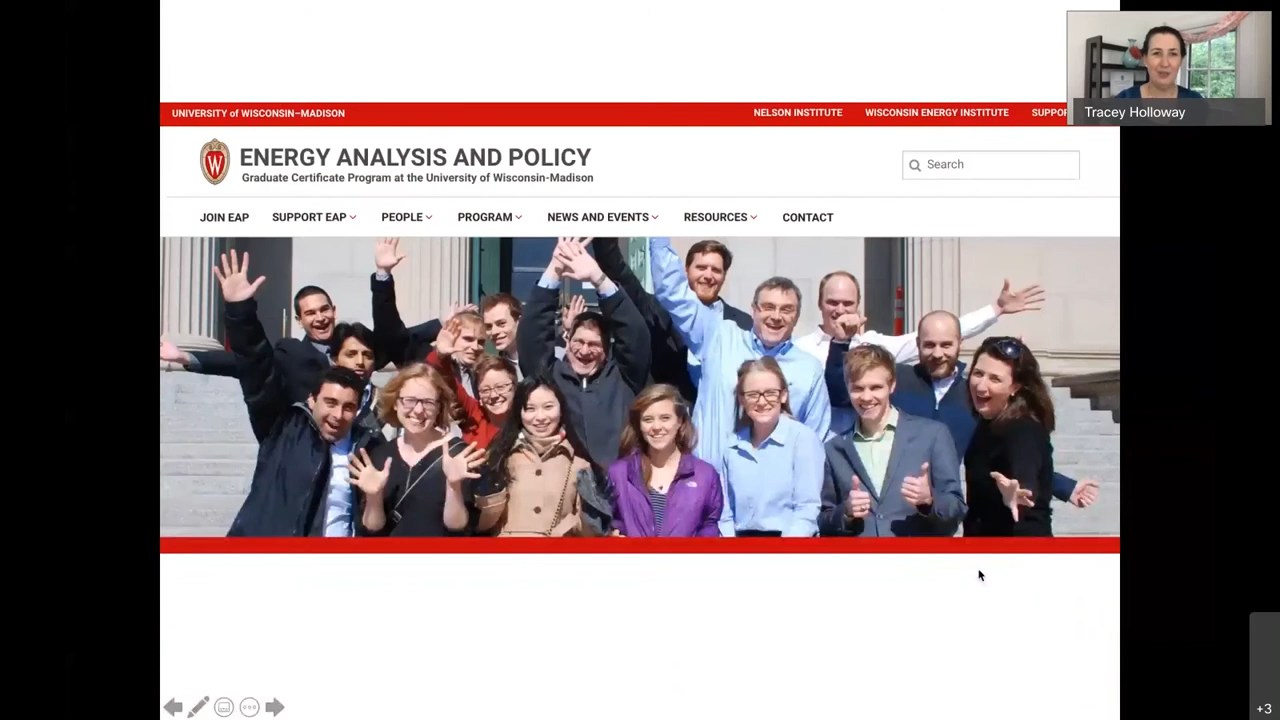 UNIVERSITY of WISCONSIN–MADISON
NELSON INSTITUTE
WISCONSIN ENERGY INSTITUTE
Tracey Holloway
W
ENERGY ANALYSIS AND POLICY
Graduate Certificate Program at the University of Wisconsin-Madison
Search
JOIN EAP
SUPPORT EAP
PEOPLE
PROGRAM
NEWS AND EVENTS
RESOURCES
CONTACT
+3